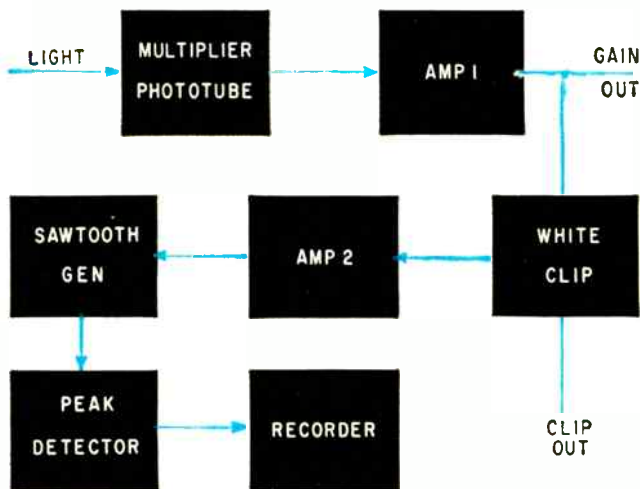 LIGHT
MULTIPLIER
PHOTOTUBE
AMP 1
GAIN
OUT
SAWTOOTH
GEN
AMP 2
WHITE
CLIP
PEAK
DETECTOR
RECORDER
CLIP
OUT